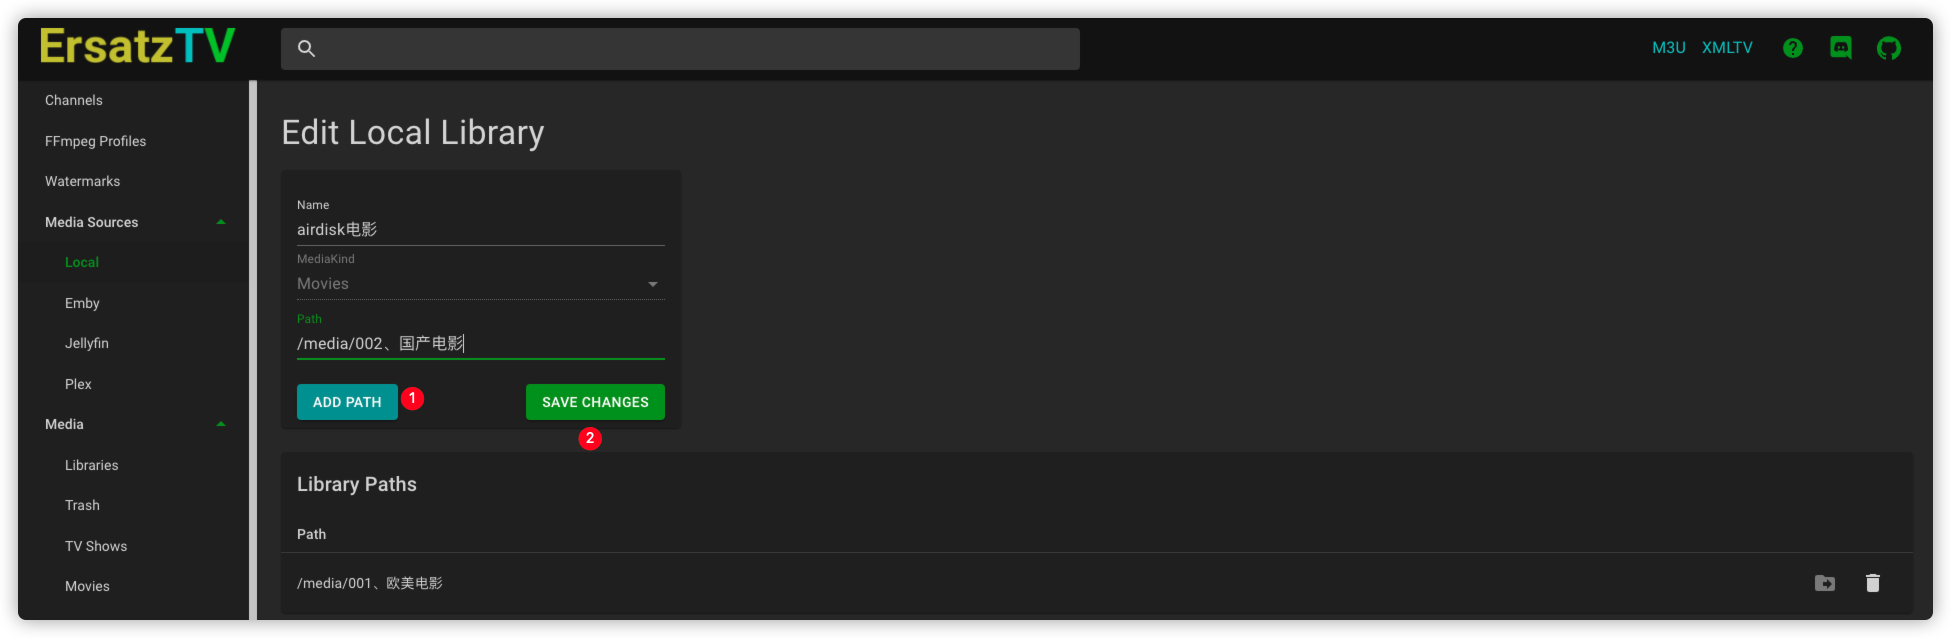 ErsatzTV
M3U XMLTV
Channels
FFmpeg Profiles
Watermarks
Media Sources
Local
Emby
Jellyfin
Plex
Media
Libraries
Trash
TV Shows
Movies
Edit Local Library
Name
airdisk电影
MediaKind
Movies
Path
/media/002、国产电影
ADD PATH 1 SAVE CHANGES
2
Library Paths
Path
/media/001、欧美电影